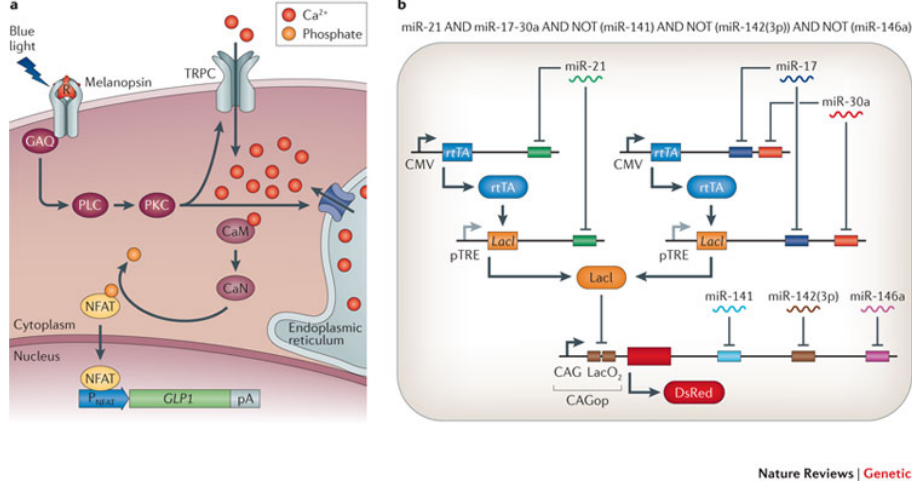 a
Blue
light
Melanopsin
R
GAQ
TRPC
Ca²⁺
Phosphate
PLC
PKC
CaM
CaN
NFAT
Cytoplasm
Nucleus
Endoplasmic
reticulum
NFAT
P_NFAT
GLP1
pA
b
miR-21 AND miR-17-30a AND NOT (miR-141) AND NOT (miR-142(3p)) AND NOT (miR-146a)
miR-21
miR-17
miR-30a
CMV
rtTA
CMV
rtTA
rtTA
rtTA
pTRE
LacI
pTRE
LacI
LacI
miR-141
miR-142(3p)
miR-146a
CAG
LacO₂
CAGop
DsRed
Nature Reviews | Genetic